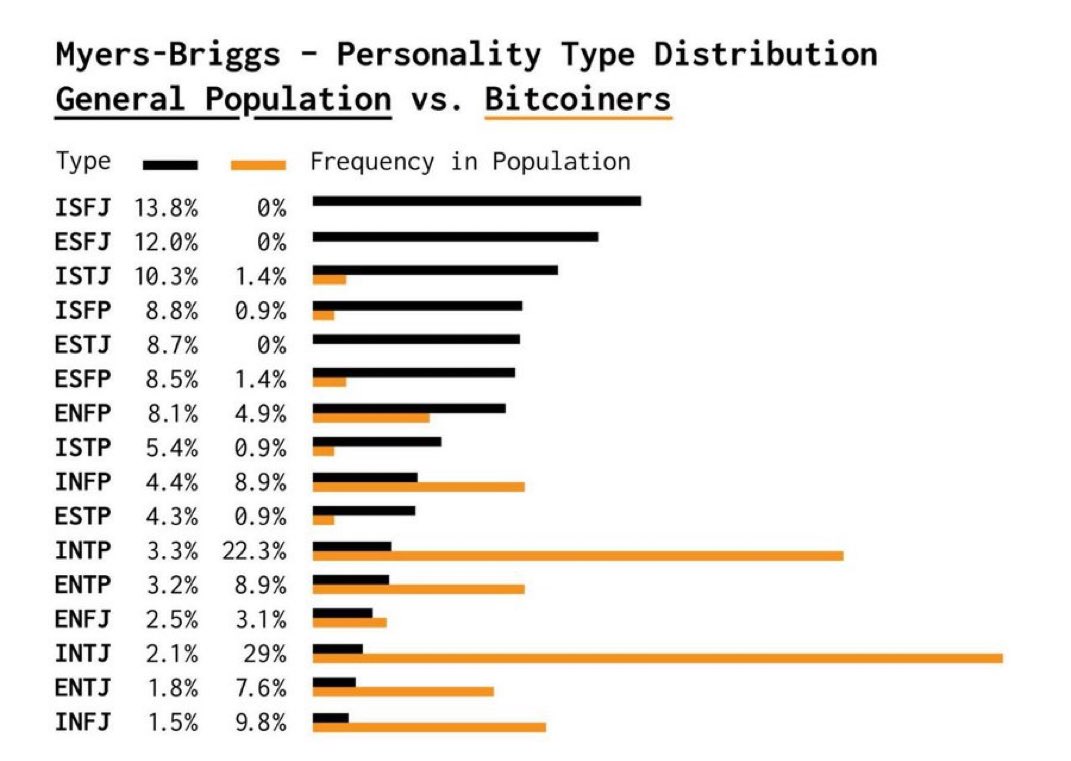 Myers-Briggs – Personality Type Distribution
General Population vs. Bitcoiners
Type Frequency in Population
ISFJ 13.8% 0%
ESFJ 12.0% 0%
ISTJ 10.3% 1.4%
ISFP 8.8% 0.9%
ESTJ 8.7% 0%
ESFP 8.5% 1.4%
ENFP 8.1% 4.9%
ISTP 5.4% 0.9%
INFP 4.4% 8.9%
ESTP 4.3% 0.9%
INTP 3.3% 22.3%
ENTP 3.2% 8.9%
ENFJ 2.5% 3.1%
INTJ 2.1% 29%
ENTJ 1.8% 7.6%
INFJ 1.5% 9.8%